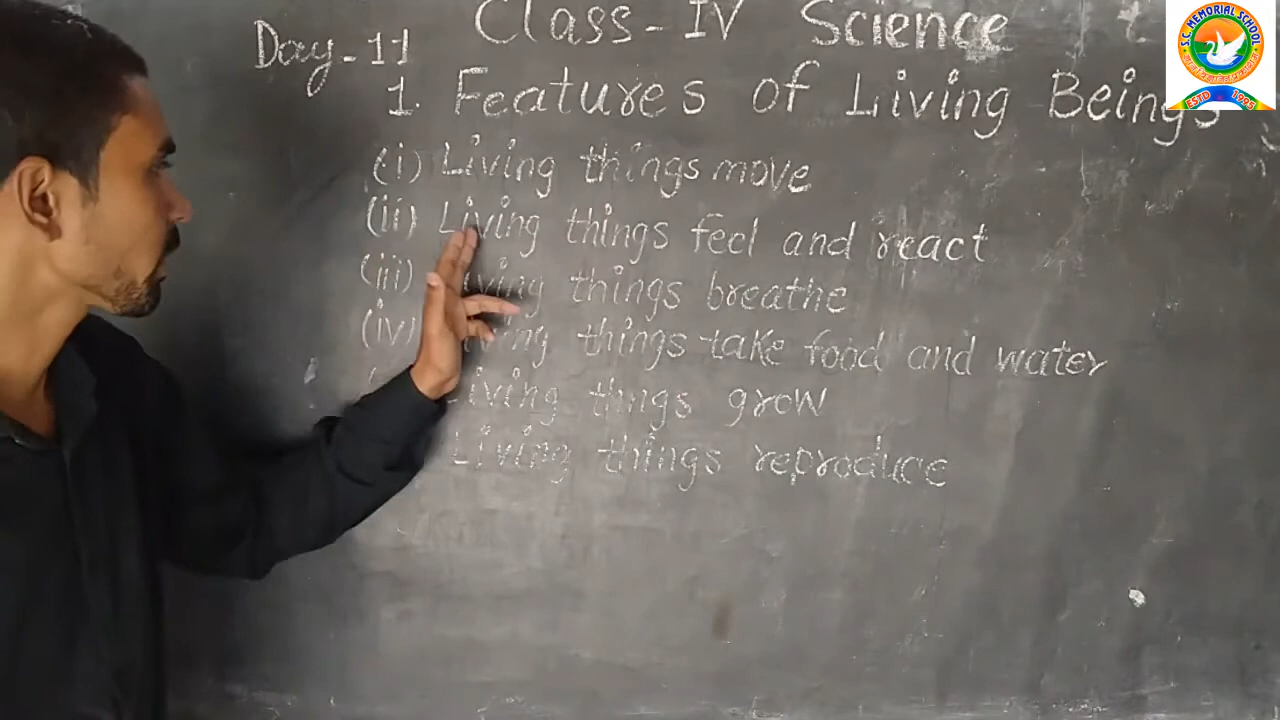 Day-11
Class-IV Science
1. Features of Living Beings
(i) Living things move
(ii) Living things feel and react
(iii) Living things breathe
(iv) Living things take food and water
Living things grow
Living things reproduce
S.C. MEMORIAL SCHOOL
ESTD 1995